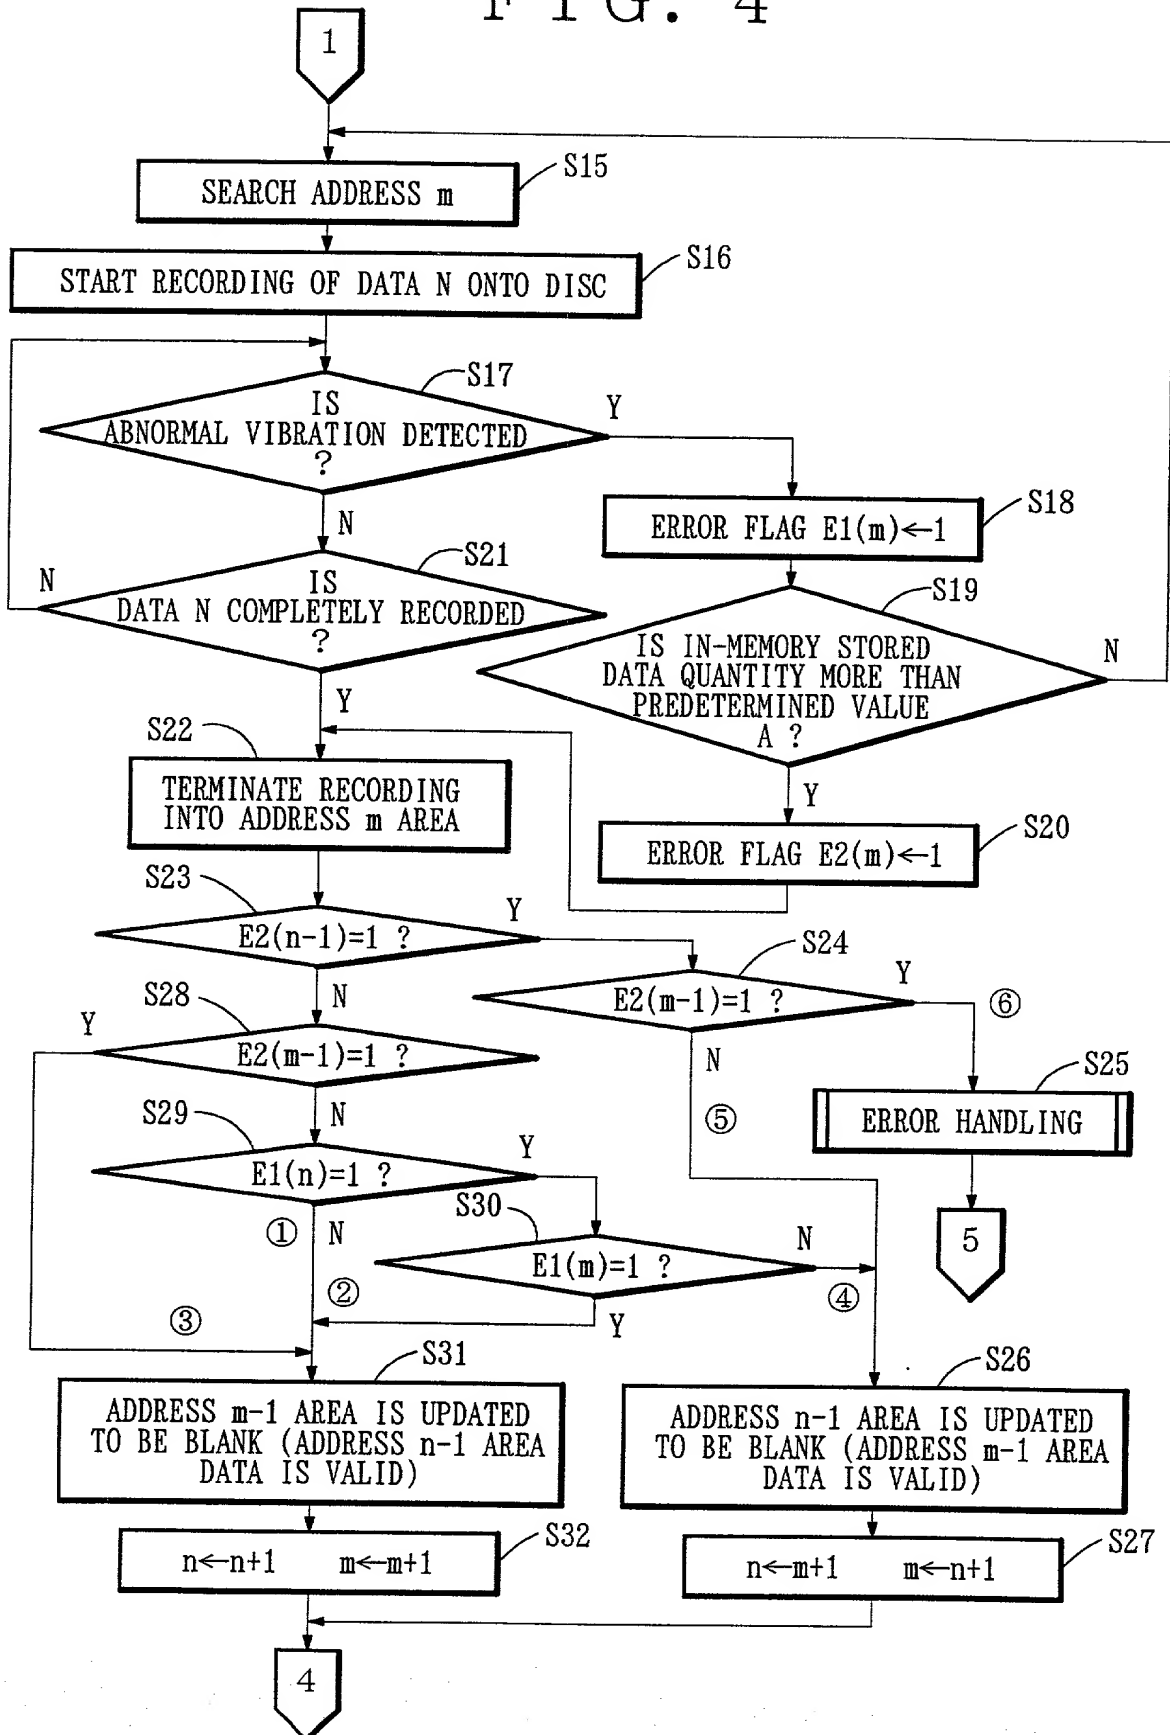 FIG. 4
1
S15
SEARCH ADDRESS m
S16
START RECORDING OF DATA N ONTO DISC
S17
IS
ABNORMAL VIBRATION DETECTED
?
Y
N
S18
ERROR FLAG E1(m)←1
S21
IS
DATA N COMPLETELY RECORDED
?
N
Y
S19
IS IN-MEMORY STORED
DATA QUANTITY MORE THAN
PREDETERMINED VALUE
A ?
N
Y
S22
TERMINATE RECORDING
INTO ADDRESS m AREA
S20
ERROR FLAG E2(m)←1
S23
E2(n-1)=1 ?
Y
N
S24
E2(m-1)=1 ?
Y
⑥
N
⑤
S28
E2(m-1)=1 ?
Y
N
S25
ERROR HANDLING
5
S29
E1(n)=1 ?
Y
① N
S30
E1(m)=1 ?
N
④
Y
②
③
S31
ADDRESS m-1 AREA IS UPDATED
TO BE BLANK (ADDRESS n-1 AREA
DATA IS VALID)
S26
ADDRESS n-1 AREA IS UPDATED
TO BE BLANK (ADDRESS m-1 AREA
DATA IS VALID)
S32
n←n+1 m←m+1
S27
n←m+1 m←n+1
4